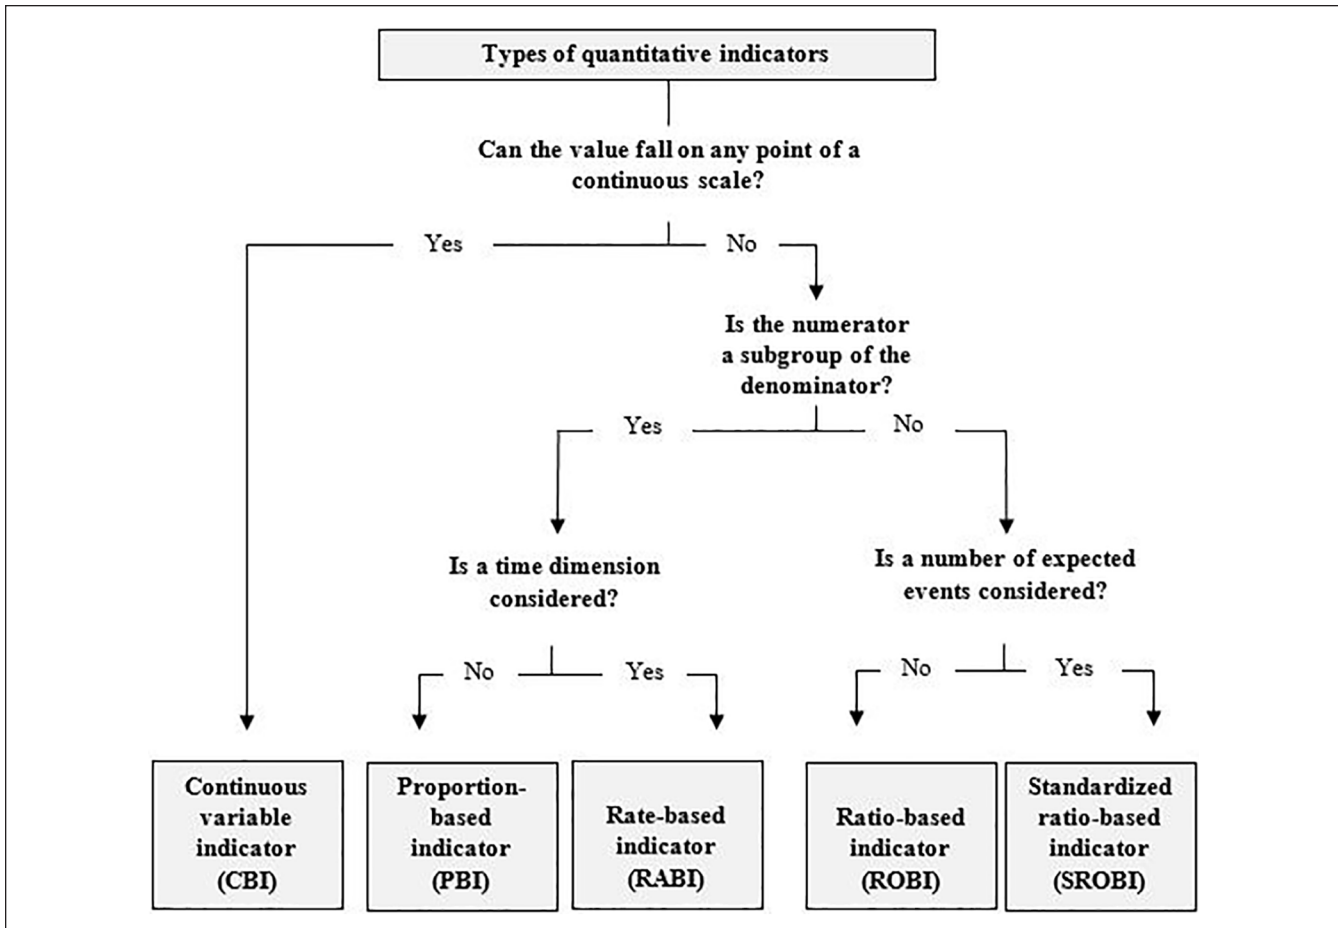 Types of quantitative indicators
Can the value fall on any point of a
continuous scale?
Yes
No
Is the numerator
a subgroup of the
denominator?
Yes
No
Is a time dimension
considered?
Is a number of expected
events considered?
No
Yes
No
Yes
Continuous
variable
indicator
(CBI)
Proportion-
based
indicator
(PBI)
Rate-based
indicator
(RABI)
Ratio-based
indicator
(ROBI)
Standardized
ratio-based
indicator
(SROBI)